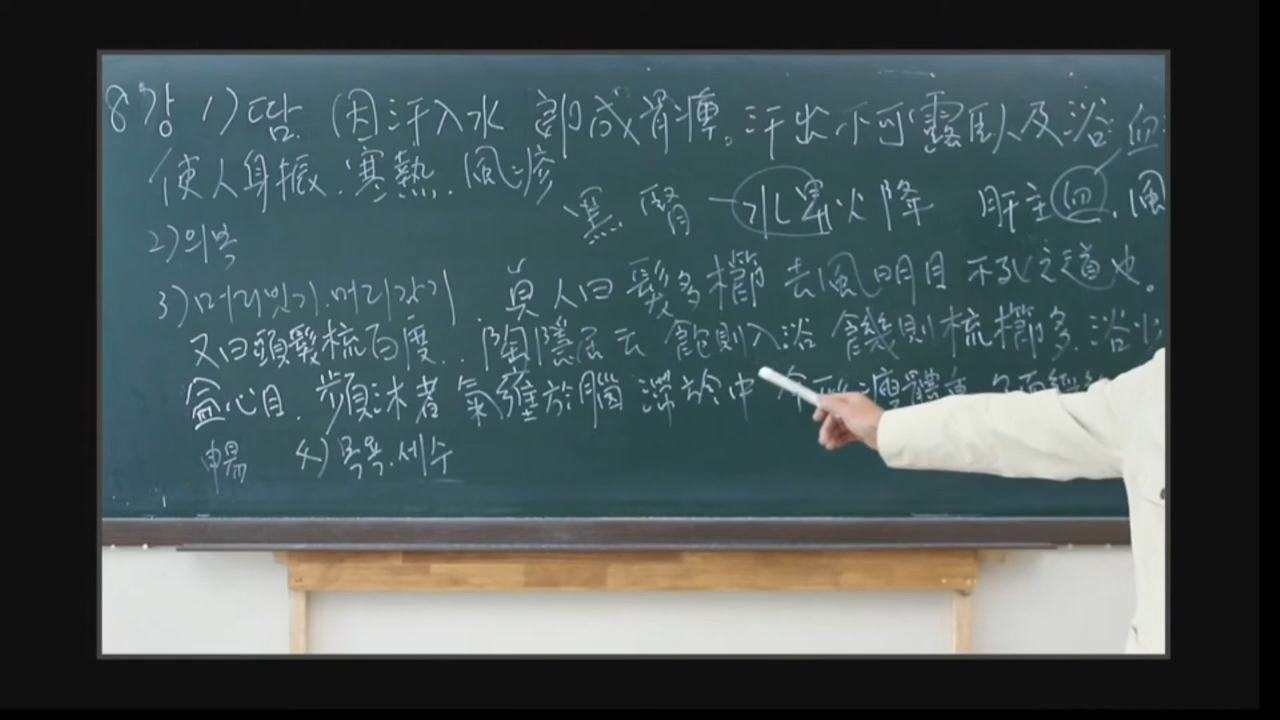 8강 1) 땀 因汗入水 即成骨痺。汗出不可露臥及浴 血
使人身振.寒熱.風疹
黑 腎 - 水昇火降 肝主血.風
2) 의복
3) 머리빗기.머리감기 真人曰 髮多櫛 去風明目 不死之道也。
又曰頭髮梳百度.. 陶隱居云 飽則入浴 饑則梳 櫛多.浴少
益心目. 頻沐者 氣壅於腦 滯於中
暢 4) 목욕.세수